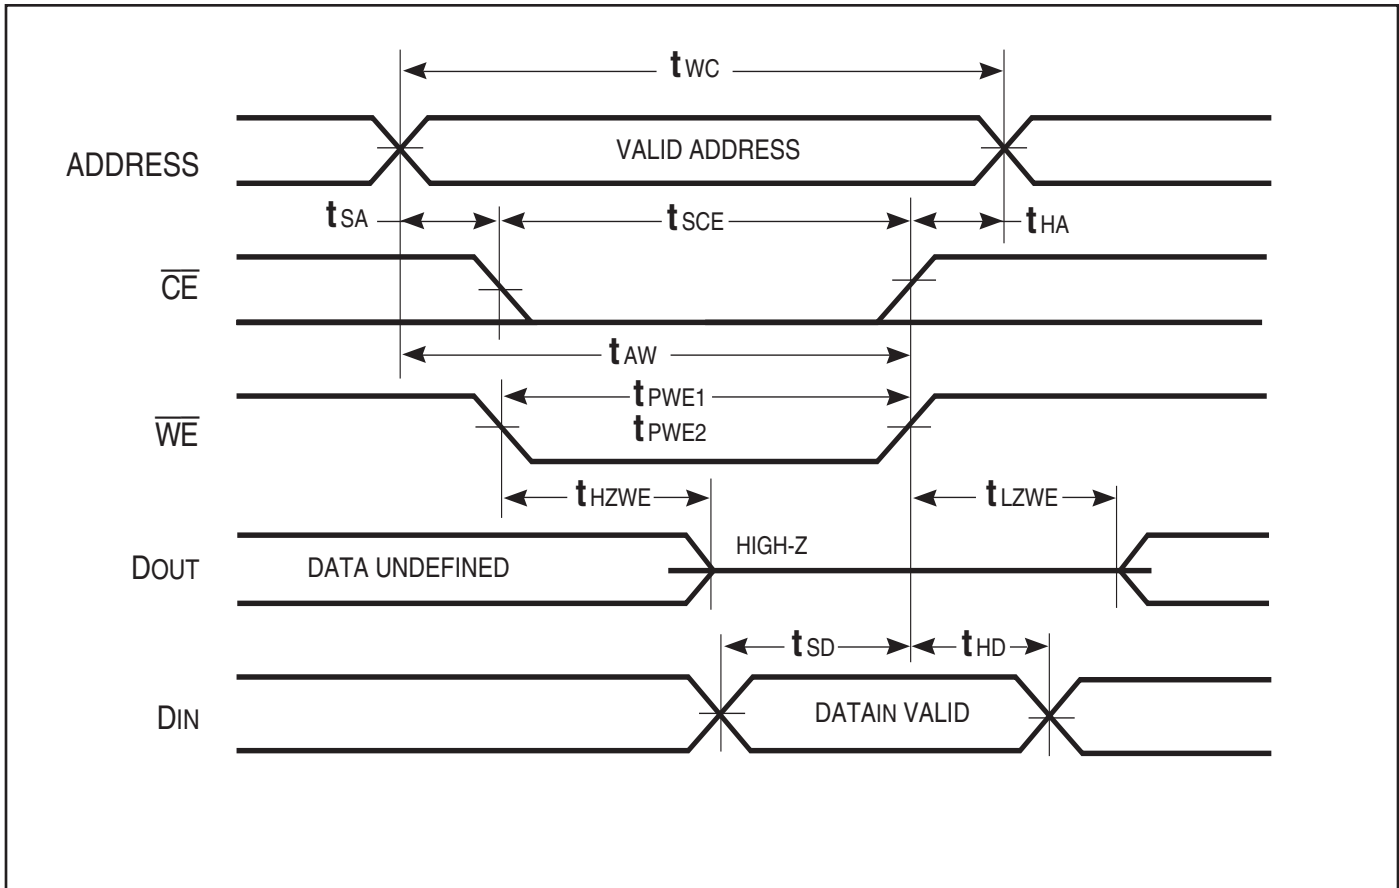 tWC
ADDRESS
VALID ADDRESS
tSA
tSCE
tHA
CE
tAW
WE
tPWE1
tPWE2
tHZWE
tLZWE
DOUT
DATA UNDEFINED
HIGH-Z
tSD
tHD
DIN
DATAIN VALID